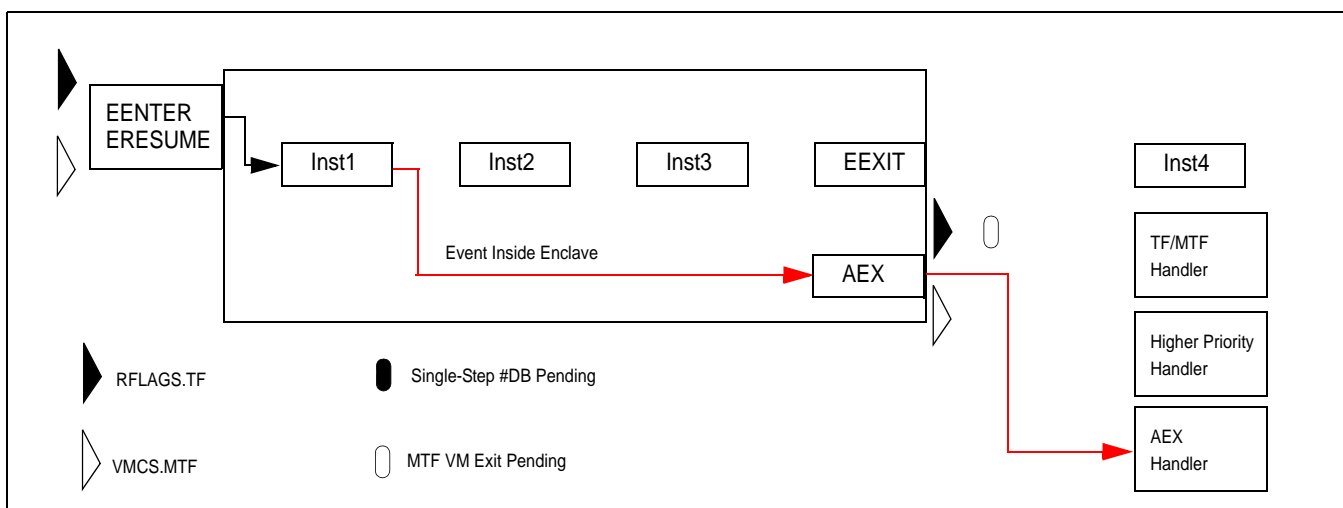 EENTER
ERESUME
Inst1
Inst2
Inst3
EEXIT
Inst4
Event Inside Enclave
AEX
TF/MTF
Handler
Higher Priority
Handler
AEX
Handler
RFLAGS.TF
Single-Step #DB Pending
VMCS.MTF
MTF VM Exit Pending